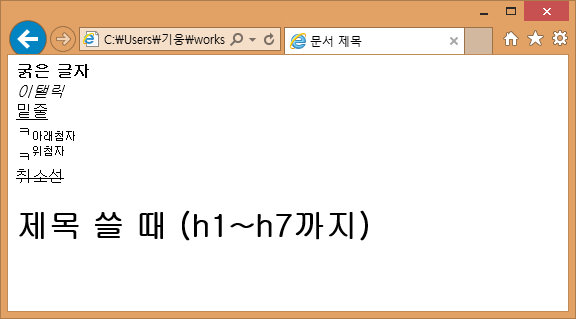 C:₩Users₩기웅₩works
문서 제목
굵은 글자
이탤릭
밑줄
ㅋ아래첨자
ㅋ위첨자
취소선
제목 쓸 때 (h1~h7까지)